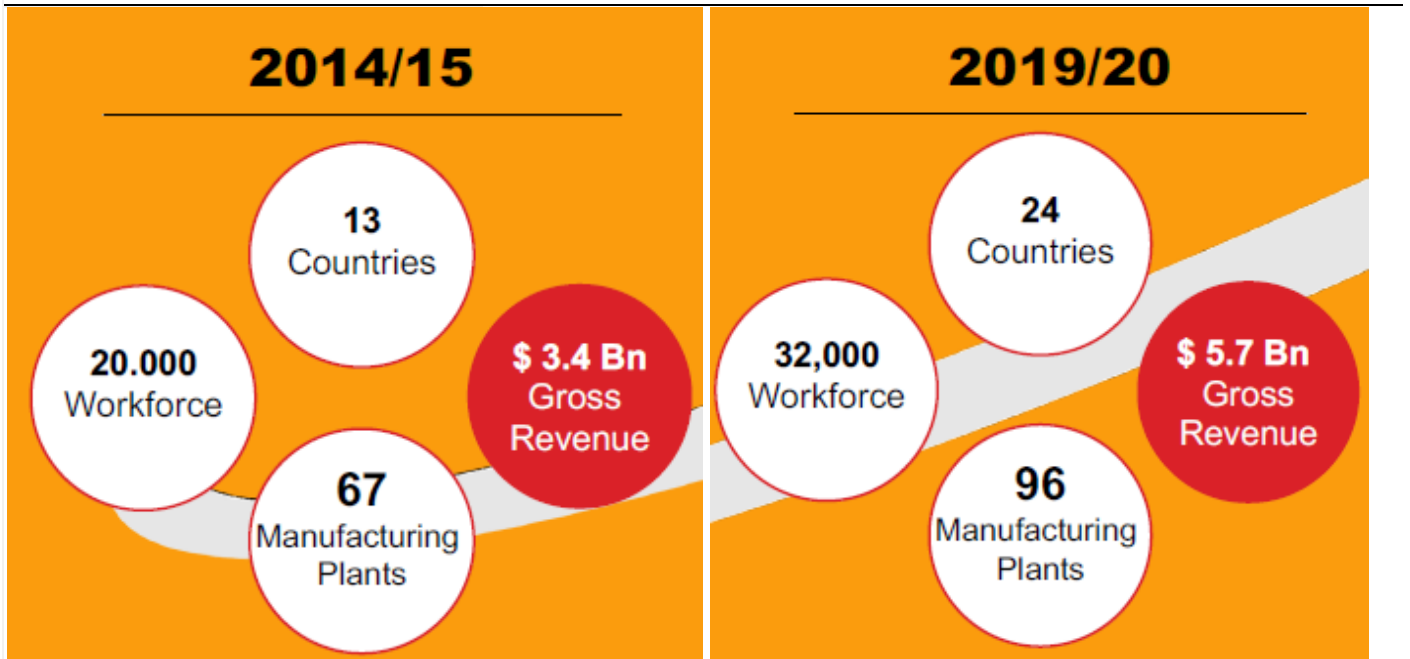 2014/15
13
Countries
20.000
Workforce
$ 3.4 Bn
Gross
Revenue
67
Manufacturing
Plants
2019/20
24
Countries
32,000
Workforce
$ 5.7 Bn
Gross
Revenue
96
Manufacturing
Plants